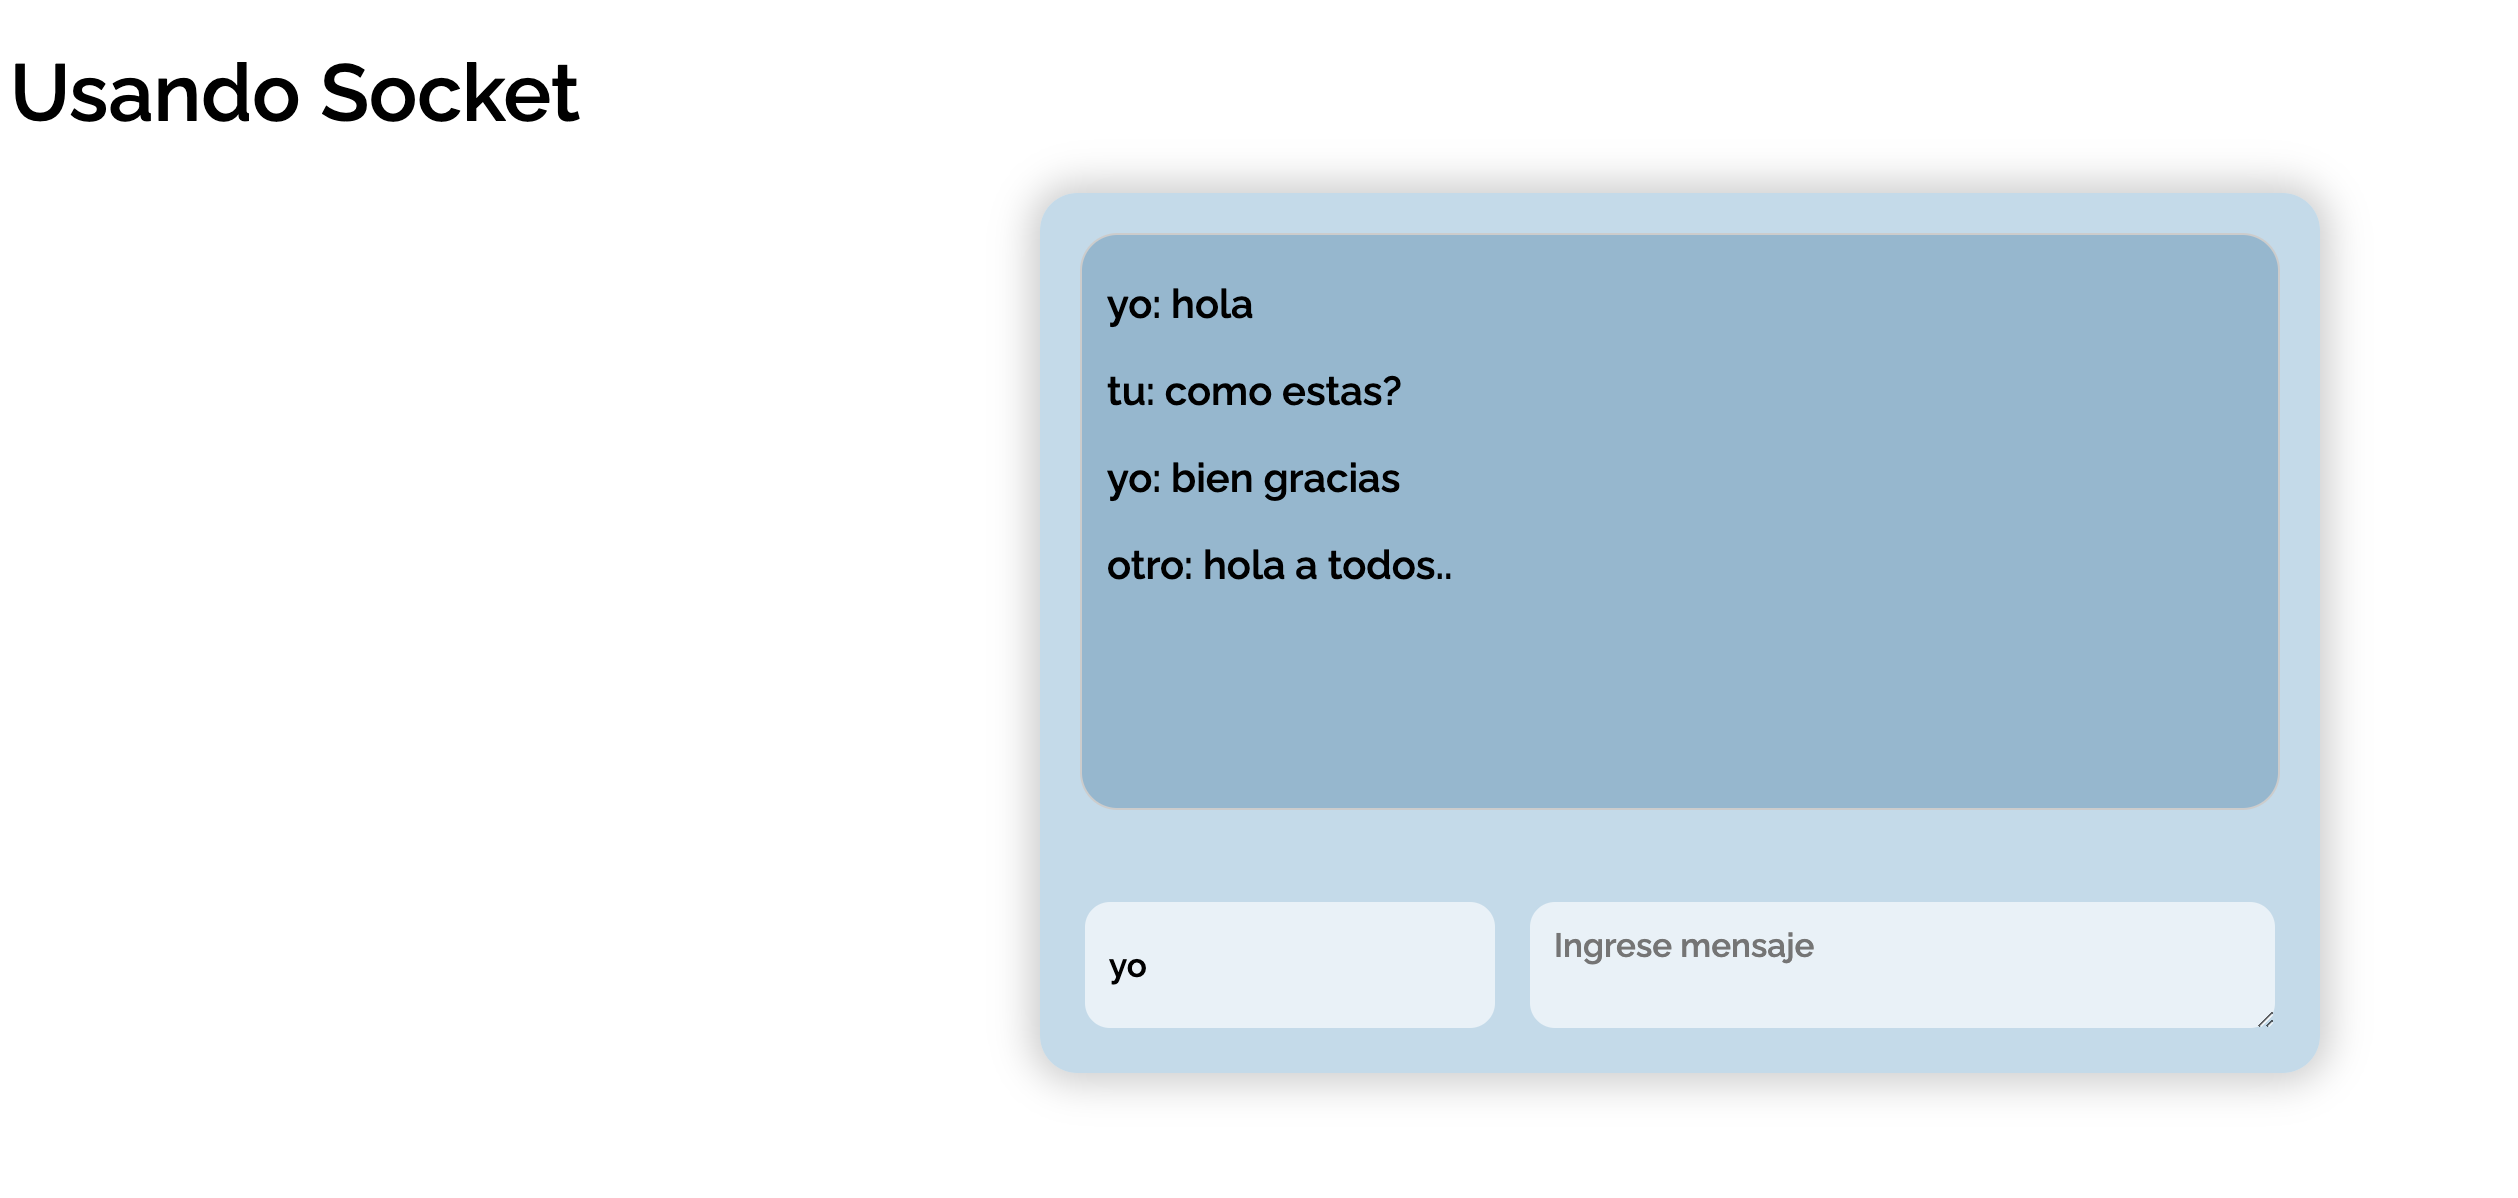 Usando Socket
yo: hola
tu: como estas?
yo: bien gracias
otro: hola a todos..
yo
Ingrese mensaje